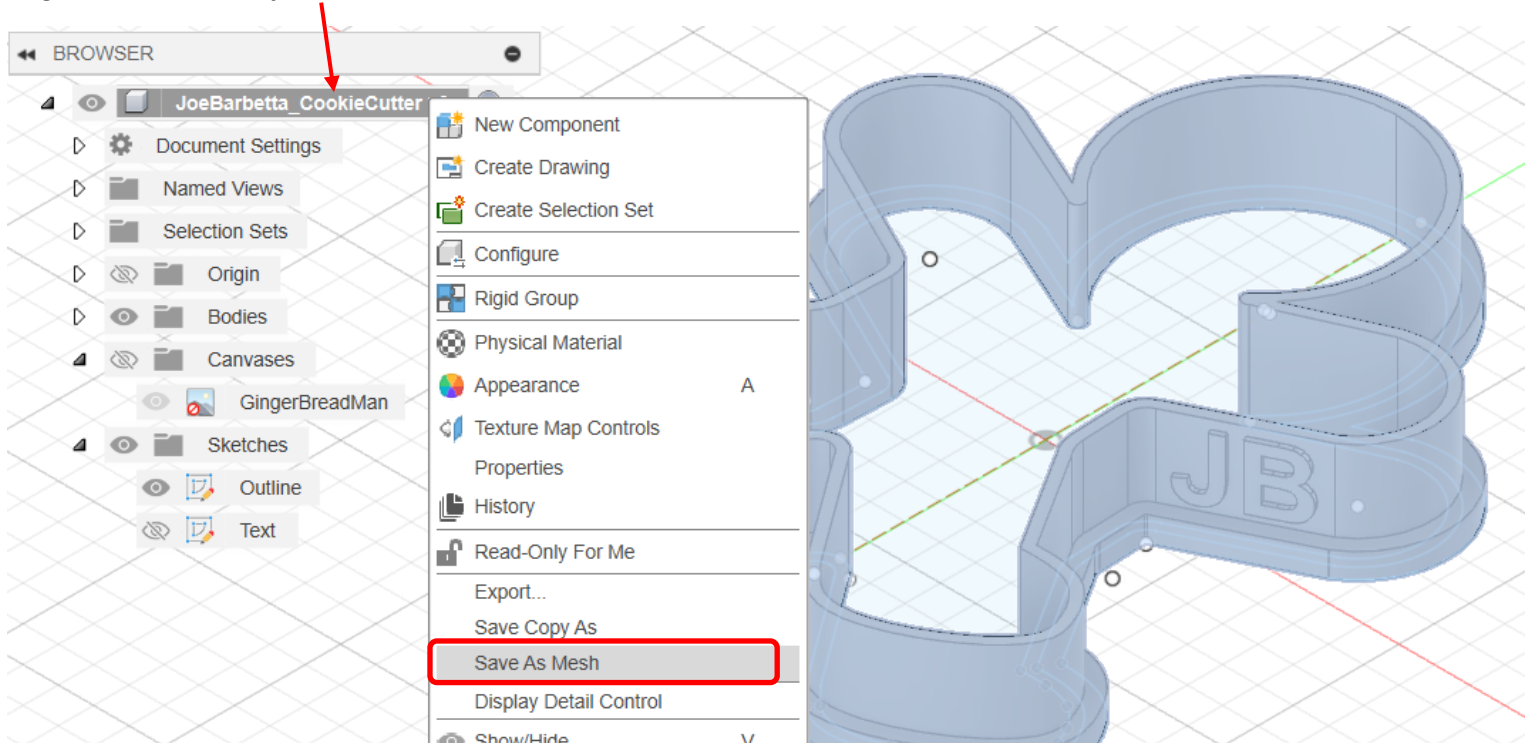 BROWSER
JoeBarbetta_CookieCutter
Document Settings
Named Views
Selection Sets
Origin
Bodies
Canvases
GingerBreadMan
Sketches
Outline
Text
New Component
Create Drawing
Create Selection Set
Configure
Rigid Group
Physical Material
Appearance A
Texture Map Controls
Properties
History
Read-Only For Me
Export...
Save Copy As
Save As Mesh
Display Detail Control
Show/Hide V
JB